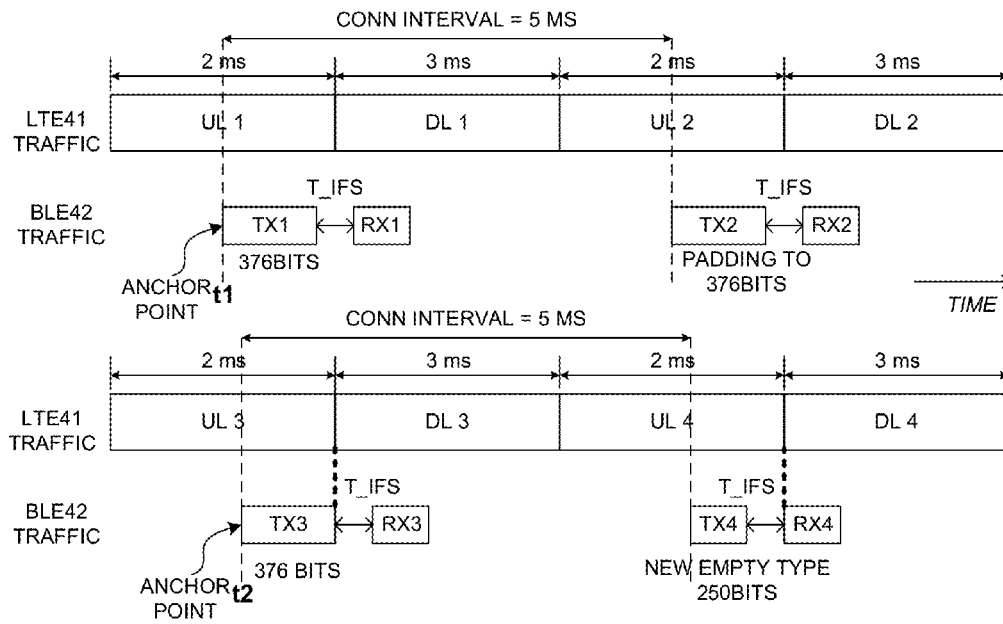 CONN INTERVAL = 5 MS
2 ms 3 ms 2 ms 3 ms
LTE41
TRAFFIC
UL 1 DL 1 UL 2 DL 2
BLE42
TRAFFIC
T_IFS T_IFS
TX1 RX1 TX2 RX2
376BITS
PADDING TO
376BITS
ANCHOR t1
POINT
TIME
CONN INTERVAL = 5 MS
2 ms 3 ms 2 ms 3 ms
LTE41
TRAFFIC
UL 3 DL 3 UL 4 DL 4
BLE42
TRAFFIC
T_IFS T_IFS
TX3 RX3 TX4 RX4
376 BITS
NEW EMPTY TYPE
250BITS
ANCHOR t2
POINT